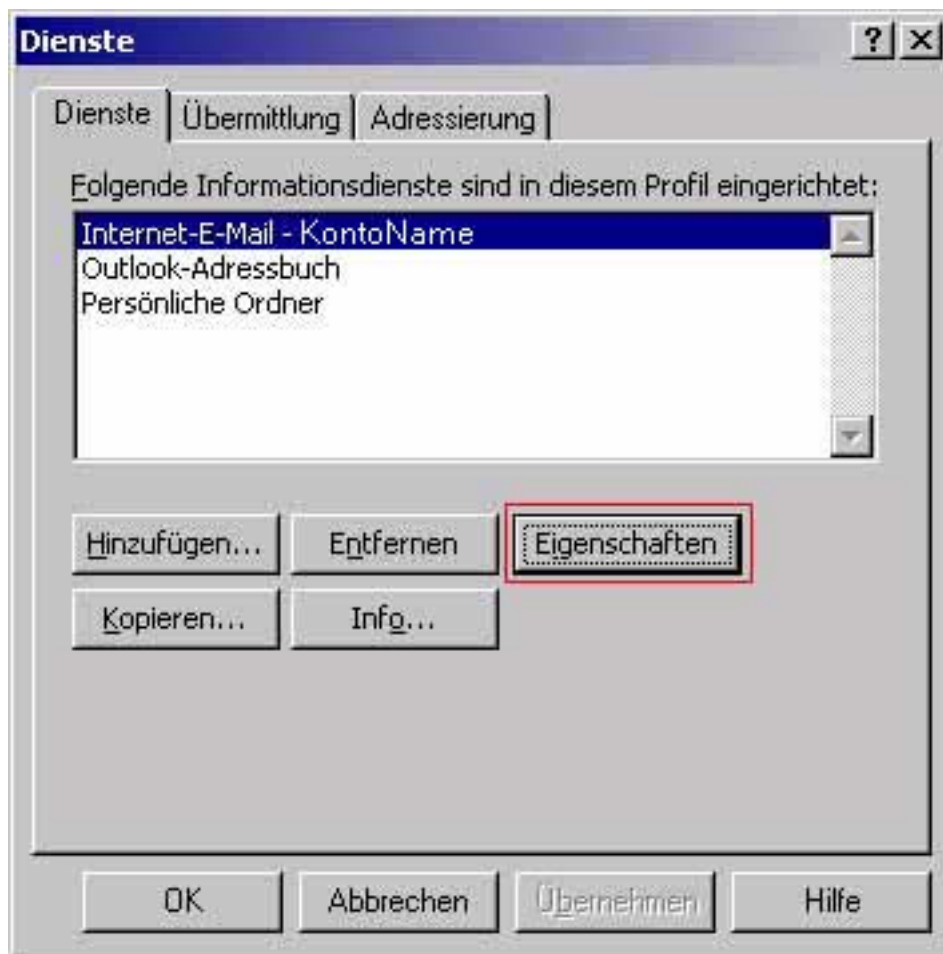 Dienste
Dienste Übermittlung Adressierung
Folgende Informationsdienste sind in diesem Profil eingerichtet:
Internet-E-Mail - KontoName
Outlook-Adressbuch
Persönliche Ordner
Hinzufügen... Entfernen Eigenschaften
Kopieren... Info...
OK Abbrechen Übernehmen Hilfe